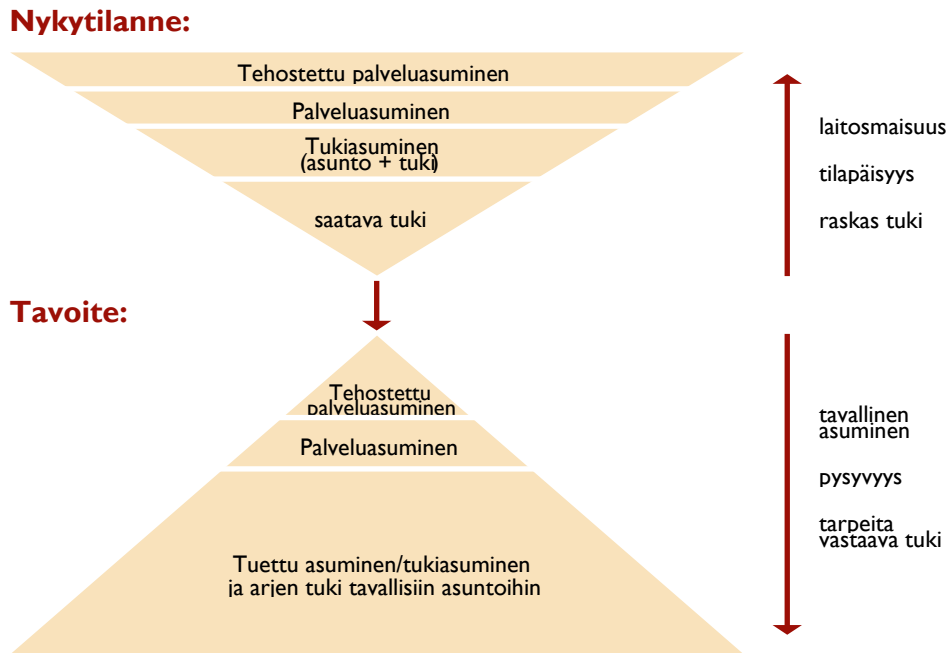 Nykytilanne:
Tehostettu palveluasuminen
Palveluasuminen
Tukiasuminen
(asunto + tuki)
saatava tuki
laitosmaisuus
tilapäisyys
raskas tuki
Tavoite:
Tehostettu
palveluasuminen
Palveluasuminen
Tuettu asuminen/tukiasuminen
ja arjen tuki tavallisiin asuntoihin
tavallinen
asuminen
pysyvyys
tarpeita
vastaava tuki